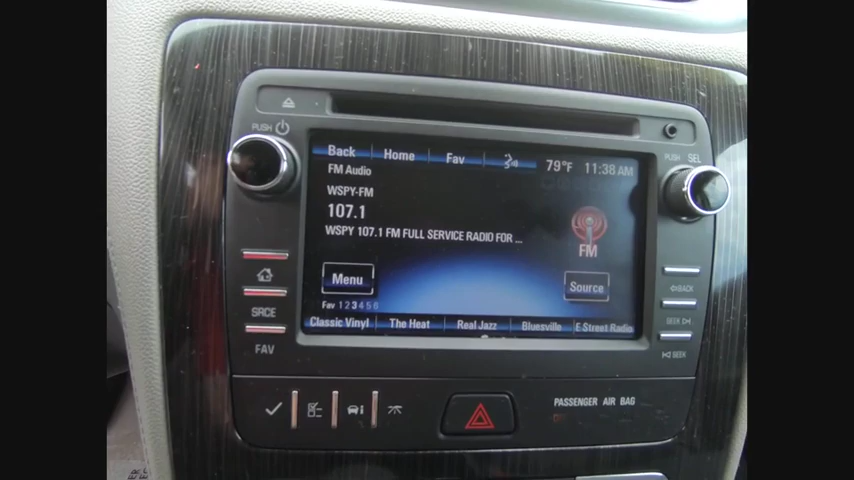 PUSH
PUSH SEL
Back Home Fav 79°F 11:38 AM
FM Audio
WSPY-FM
107.1
WSPY 107.1 FM FULL SERVICE RADIO FOR ...
FM
Menu
Source
Fav 1 2 3 4 5 6
Classic Vinyl The Heat Real Jazz Bluesville E Street Radio
SRCE
FAV
BACK
SEEK
SEEK
PASSENGER AIR BAG